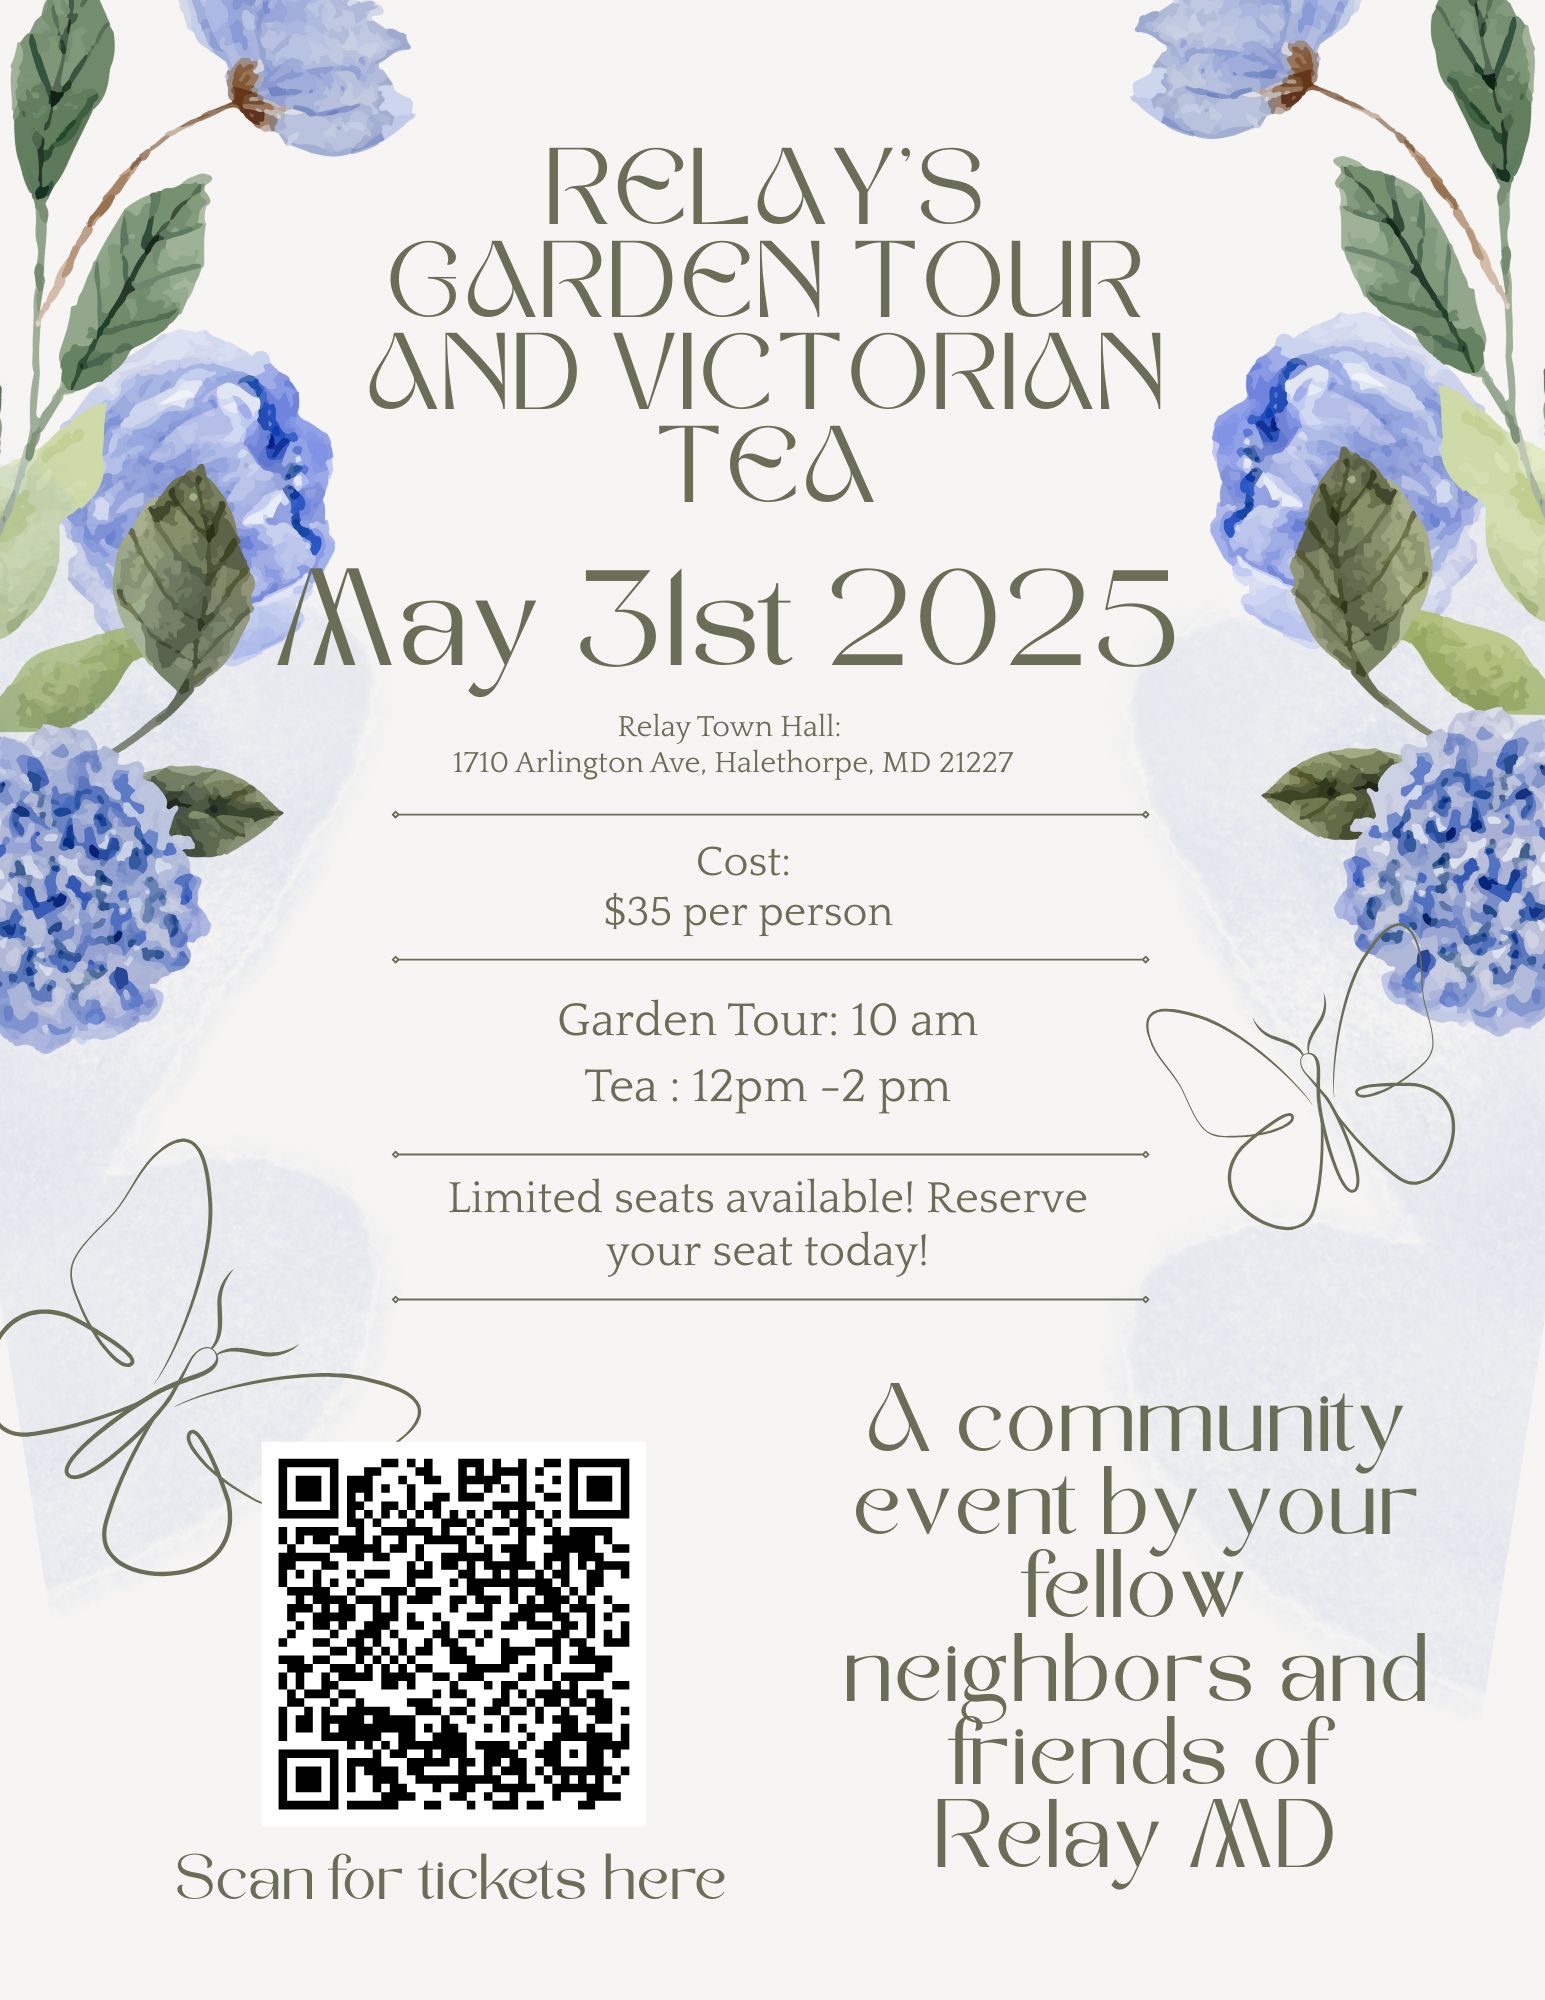 RELAY'S
GARDEN TOUR
AND VICTORIAN
TEA
May 31st 2025
Relay Town Hall:
1710 Arlington Ave, Halethorpe, MD 21227
Cost:
$35 per person
Garden Tour: 10 am
Tea : 12pm -2 pm
Limited seats available! Reserve
your seat today!
A community
event by your
fellow
neighbors and
friends of
Relay MD
Scan for tickets here